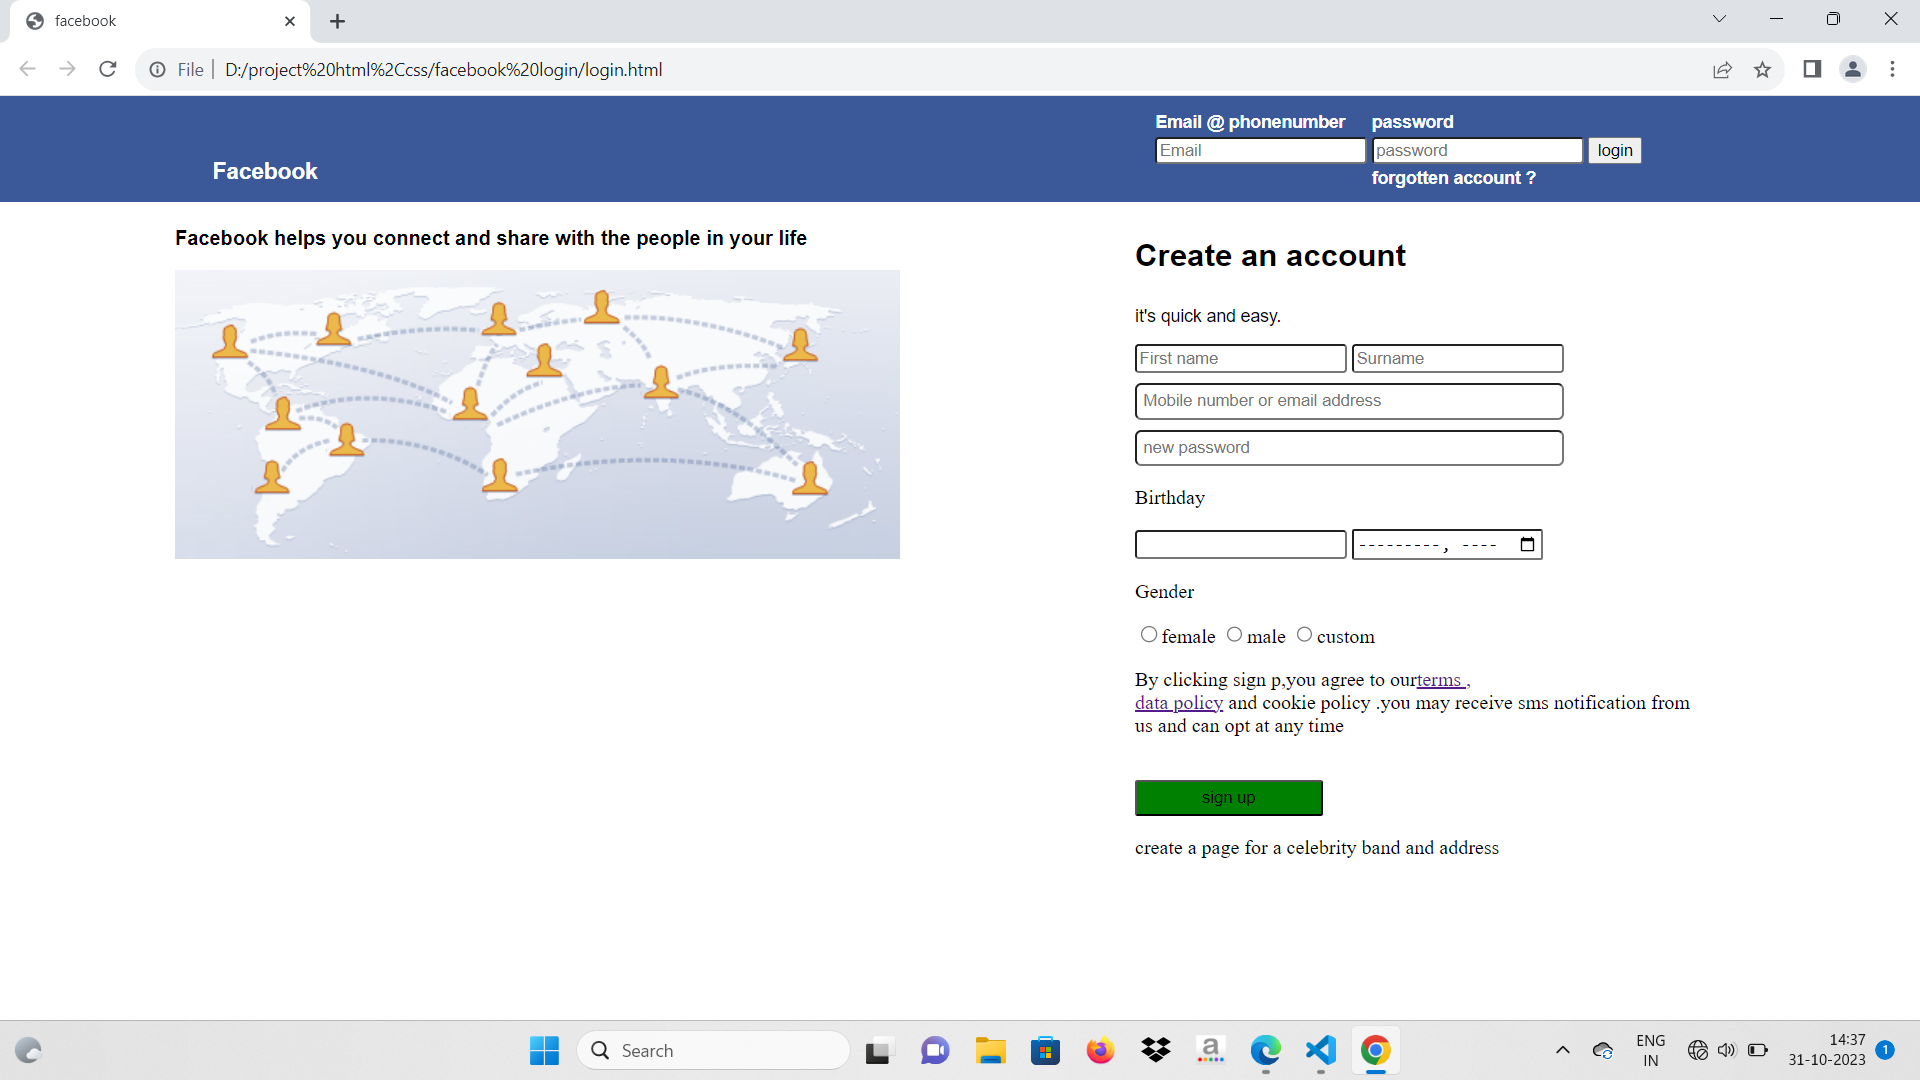 facebook
File D:/project%20html%2Ccss/facebook%20login/login.html
Email @ phonenumber password
Email password login
Facebook
forgotten account ?
Facebook helps you connect and share with the people in your life
Create an account
it's quick and easy.
First name Surname
Mobile number or email address
new password
Birthday
---------, ----
Gender
female male custom
By clicking sign p,you agree to ourterms ,
data policy and cookie policy .you may receive sms notification from
us and can opt at any time
sign up
create a page for a celebrity band and address
Search
a
ENG
IN
14:37
31-10-2023
1